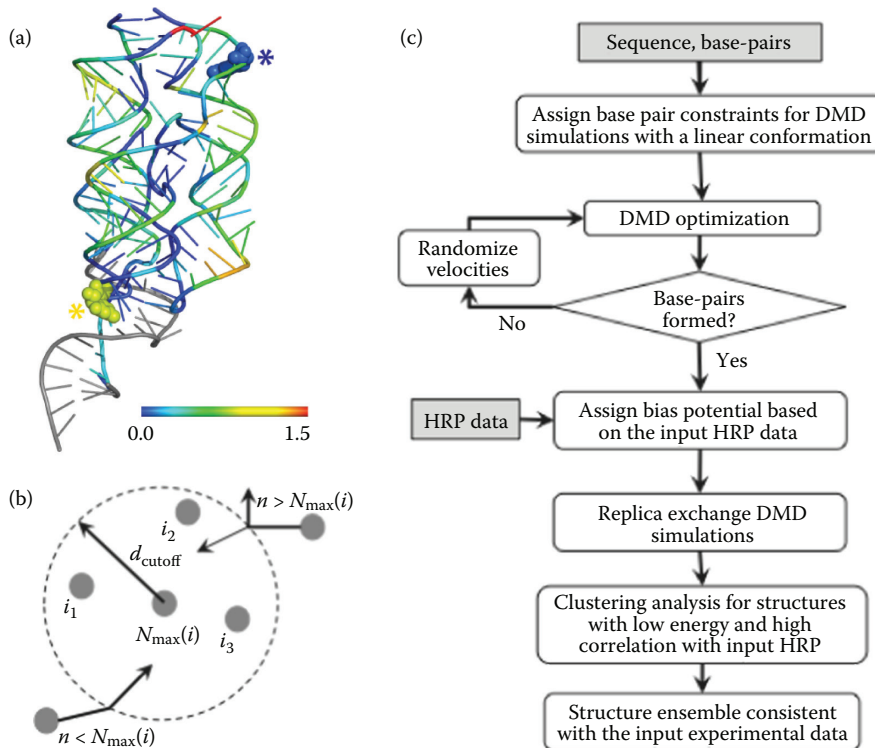 (a)
*
*
0.0
1.5
(b)
n > Nmax(i)
i2
dcutoff
i1
Nmax(i)
i3
n < Nmax(i)
(c)
Sequence, base-pairs
Assign base pair constraints for DMD
simulations with a linear conformation
DMD optimization
Randomize
velocities
Base-pairs
formed?
No
Yes
HRP data
Assign bias potential based
on the input HRP data
Replica exchange DMD
simulations
Clustering analysis for structures
with low energy and high
correlation with input HRP
Structure ensemble consistent
with the input experimental data